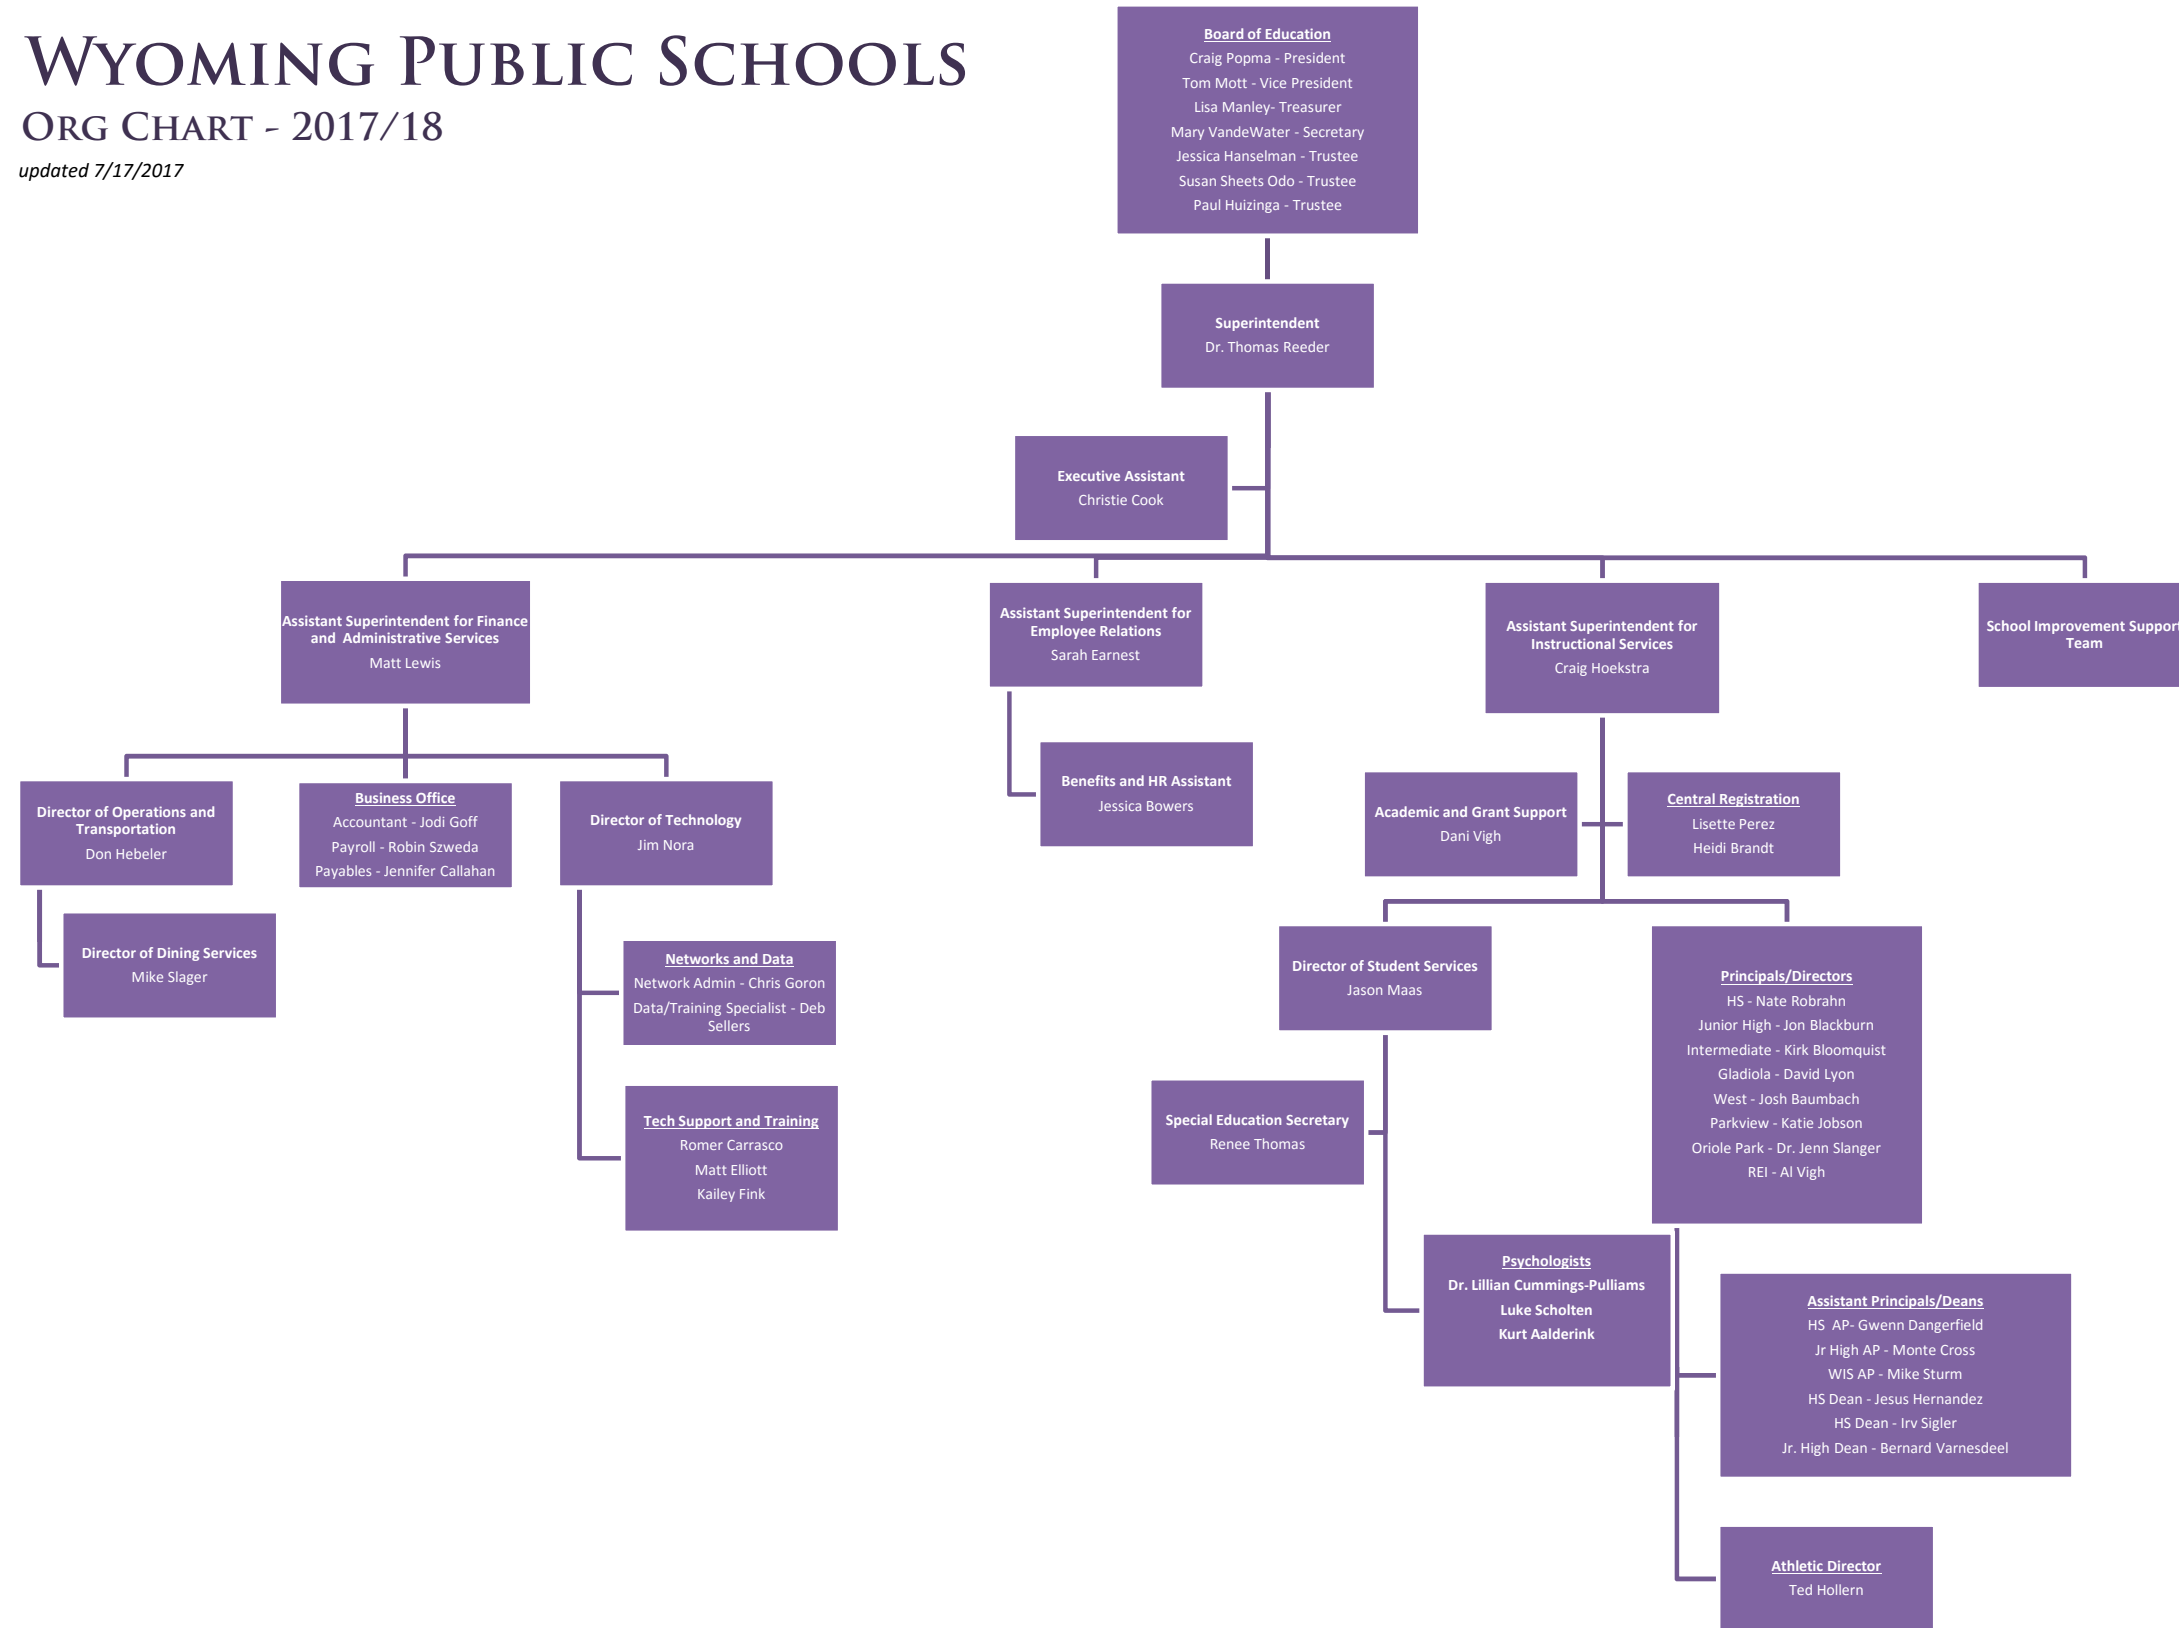 WYOMING PUBLIC SCHOOLS
ORG CHART - 2017/18
updated 7/17/2017
Board of Education
Craig Popma - President
Tom Mott - Vice President
Lisa Manley- Treasurer
Mary VandeWater - Secretary
Jessica Hanselman - Trustee
Susan Sheets Odo - Trustee
Paul Huizinga - Trustee
Superintendent
Dr. Thomas Reeder
Executive Assistant
Christie Cook
Assistant Superintendent for Finance
and Administrative Services
Matt Lewis
Assistant Superintendent for
Employee Relations
Sarah Earnest
Assistant Superintendent for
Instructional Services
Craig Hoekstra
School Improvement Support
Team
Director of Operations and
Transportation
Don Hebeler
Business Office
Accountant - Jodi Goff
Payroll - Robin Szweda
Payables - Jennifer Callahan
Director of Technology
Jim Nora
Benefits and HR Assistant
Jessica Bowers
Academic and Grant Support
Dani Vigh
Central Registration
Lisette Perez
Heidi Brandt
Director of Dining Services
Mike Slager
Networks and Data
Network Admin - Chris Goron
Data/Training Specialist - Deb
Sellers
Tech Support and Training
Romer Carrasco
Matt Elliott
Kailey Fink
Director of Student Services
Jason Maas
Principals/Directors
HS - Nate Robrahn
Junior High - Jon Blackburn
Intermediate - Kirk Bloomquist
Gladiola - David Lyon
West - Josh Baumbach
Parkview - Katie Jobson
Oriole Park - Dr. Jenn Slanger
REI - Al Vigh
Special Education Secretary
Renee Thomas
Psychologists
Dr. Lillian Cummings-Pulliams
Luke Scholten
Kurt Aalderink
Assistant Principals/Deans
HS AP- Gwenn Dangerfield
Jr High AP - Monte Cross
WIS AP - Mike Sturm
HS Dean - Jesus Hernandez
HS Dean - Irv Sigler
Jr. High Dean - Bernard Varnesdeel
Athletic Director
Ted Hollern